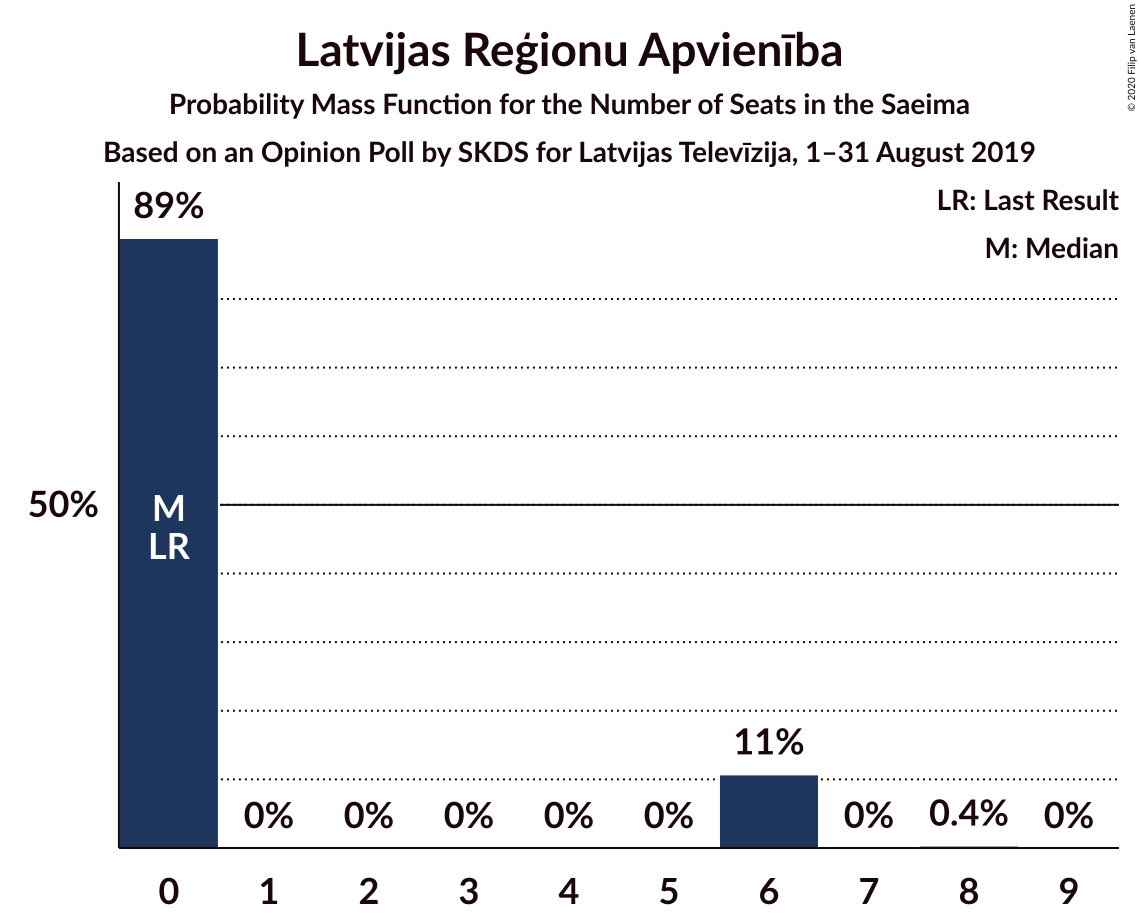 Latvijas Reģionu Apvienība
Probability Mass Function for the Number of Seats in the Saeima
Based on an Opinion Poll by SKDS for Latvijas Televīzija, 1–31 August 2019
© 2020 Filip van Laenen
LR: Last Result
M: Median
89%
50%
M
LR
11%
0% 0% 0% 0% 0% 0% 0.4% 0%
0 1 2 3 4 5 6 7 8 9